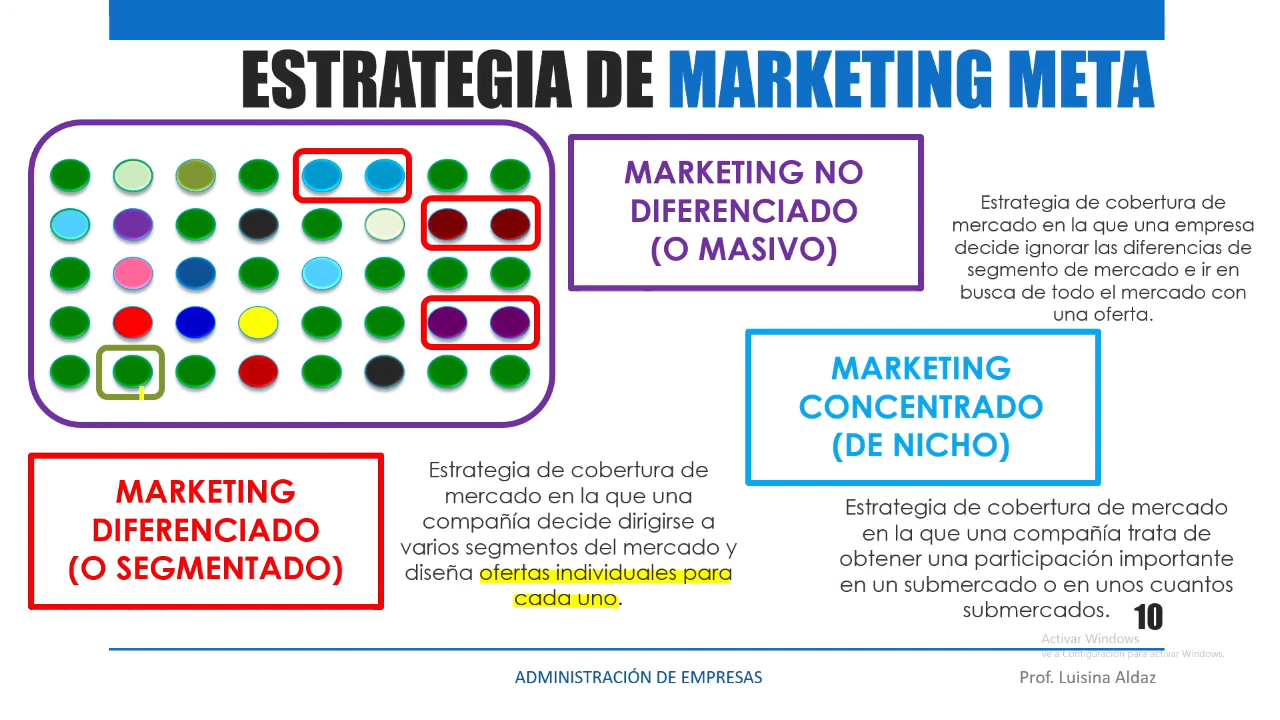 ESTRATEGIA DE MARKETING META
MARKETING NO
DIFERENCIADO
(O MASIVO)
Estrategia de cobertura de
mercado en la que una empresa
decide ignorar las diferencias de
segmento de mercado e ir en
busca de todo el mercado con
una oferta.
MARKETING
CONCENTRADO
(DE NICHO)
Estrategia de cobertura de mercado
en la que una compañía trata de
obtener una participación importante
en un submercado o en unos cuantos
submercados.
MARKETING
DIFERENCIADO
(O SEGMENTADO)
Estrategia de cobertura de
mercado en la que una
compañía decide dirigirse a
varios segmentos del mercado y
diseña ofertas individuales para
cada uno.
10
Activar Windows
Ve a Configuración para activar Windows.
ADMINISTRACIÓN DE EMPRESAS
Prof. Luisina Aldaz